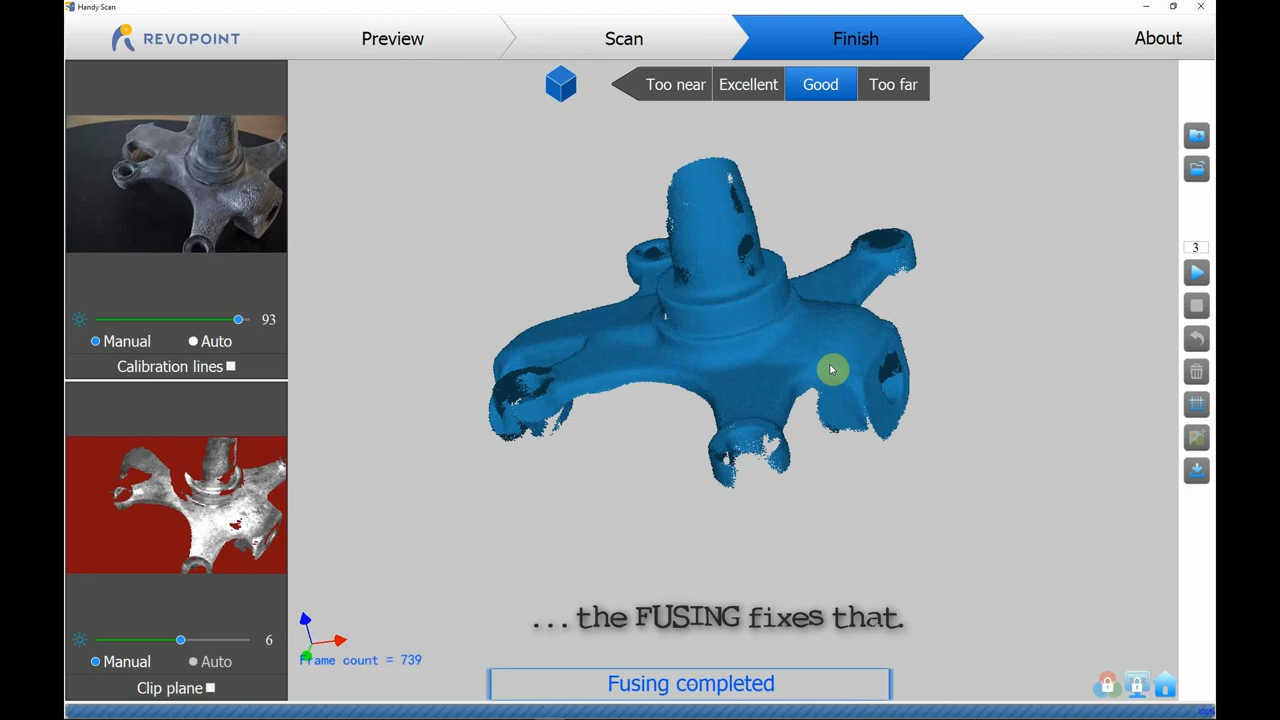 Handy Scan
REVOPOINT
Preview
Scan
Finish
About
Too near
Excellent
Good
Too far
93
Manual
Auto
Calibration lines
3
6
Manual
Auto
Clip plane
... the FUSING fixes that.
Frame count = 739
Fusing completed